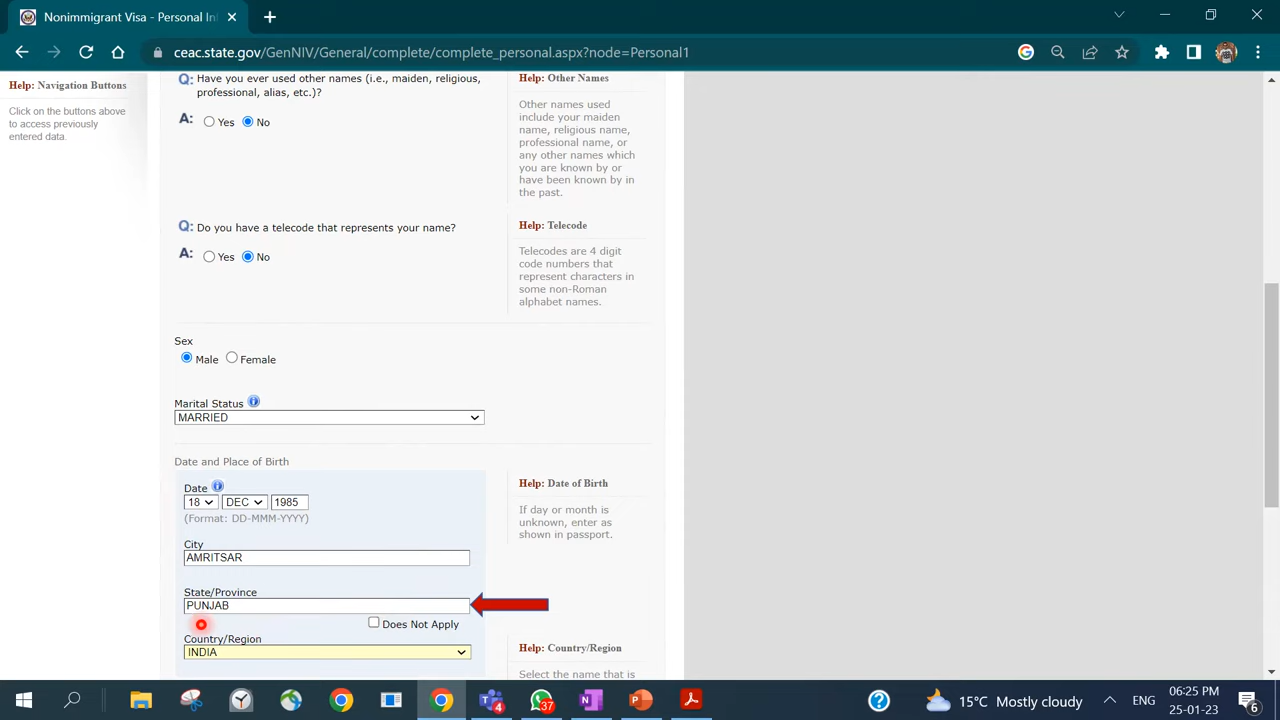 Nonimmigrant Visa - Personal In
ceac.state.gov/GenNIV/General/complete/complete_personal.aspx?node=Personal1
Help: Navigation Buttons
Click on the buttons above
to access previously
entered data.
Q: Have you ever used other names (i.e., maiden, religious,
professional, alias, etc.)?
A: Yes No
Help: Other Names
Other names used
include your maiden
name, religious name,
professional name, or
any other names which
you are known by or
have been known by in
the past.
Q: Do you have a telecode that represents your name?
A: Yes No
Help: Telecode
Telecodes are 4 digit
code numbers that
represent characters in
some non-Roman
alphabet names.
Sex
Male Female
Marital Status
MARRIED
Date and Place of Birth
Date
18 DEC 1985
(Format: DD-MMM-YYYY)
Help: Date of Birth
If day or month is
unknown, enter as
shown in passport.
City
AMRITSAR
State/Province
PUNJAB
Does Not Apply
Country/Region
INDIA
Help: Country/Region
Select the name that is
4
37
15°C Mostly cloudy
ENG
06:25 PM
25-01-23
6